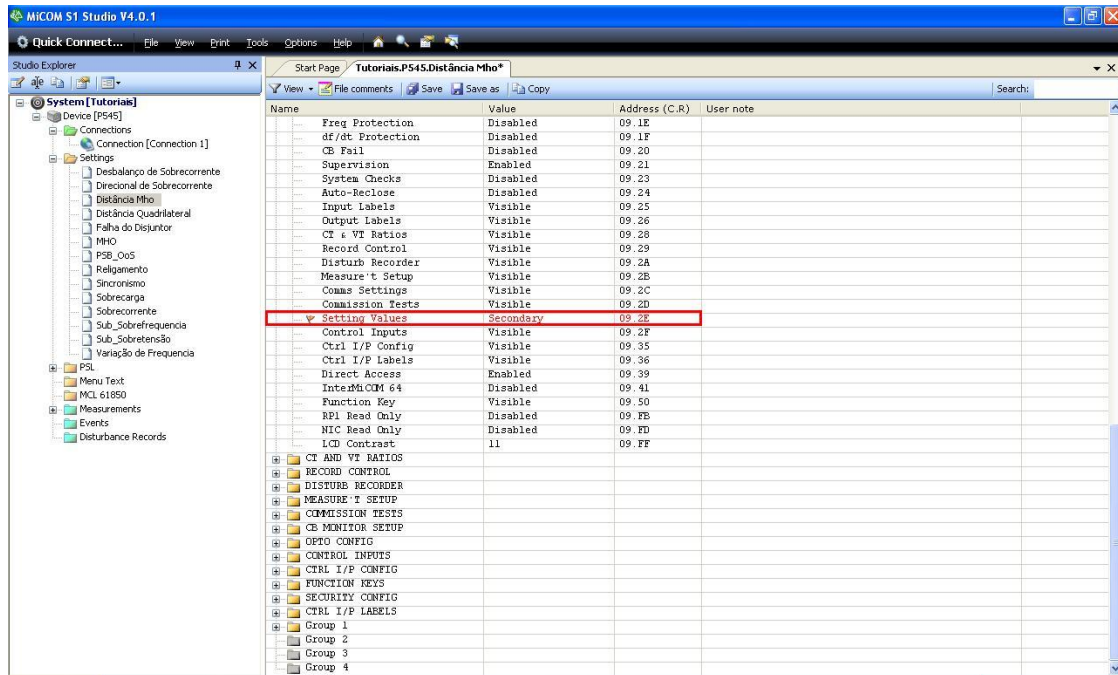 MiCOM S1 Studio V4.0.1
Quick Connect... File View Print Tools Options Help
Studio Explorer
System [Tutoriais]
Device [P545]
Connections
Connection [Connection 1]
Settings
Desbalanço de Sobrecorrente
Direcional de Sobrecorrente
Distância Mho
Distância Quadrilateral
Falha do Disjuntor
MHO
PSB_OoS
Religamento
Sincronismo
Sobrecarga
Sobrecorrente
Sub_Sobrefrequencia
Sub_Sobretensão
Variação de Frequencia
PSL
Menu Text
MCL 61850
Measurements
Events
Disturbance Records
Start Page Tutoriais.P545.Distância Mho*
View File comments Save Save as Copy Search:
Name Value Address (C.R) User note
Freq Protection Disabled 09.1E
df/dt Protection Disabled 09.1F
CB Fail Disabled 09.20
Supervision Enabled 09.21
System Checks Disabled 09.23
Auto-Reclose Disabled 09.24
Input Labels Visible 09.25
Output Labels Visible 09.26
CT & VT Ratios Visible 09.28
Record Control Visible 09.29
Disturb Recorder Visible 09.2A
Measure't Setup Visible 09.2B
Comms Settings Visible 09.2C
Commission Tests Visible 09.2D
Setting Values Secondary 09.2E
Control Inputs Visible 09.2F
Ctrl I/P Config Visible 09.35
Ctrl I/P Labels Visible 09.36
Direct Access Enabled 09.39
InterMiCOM 64 Disabled 09.41
Function Key Visible 09.50
RP1 Read Only Disabled 09.FB
NIC Read Only Disabled 09.FD
LCD Contrast 11 09.FF
CT AND VT RATIOS
RECORD CONTROL
DISTURB RECORDER
MEASURE'T SETUP
COMMISSION TESTS
CB MONITOR SETUP
OPTO CONFIG
CONTROL INPUTS
CTRL I/P CONFIG
FUNCTION KEYS
SECURITY CONFIG
CTRL I/P LABELS
Group 1
Group 2
Group 3
Group 4